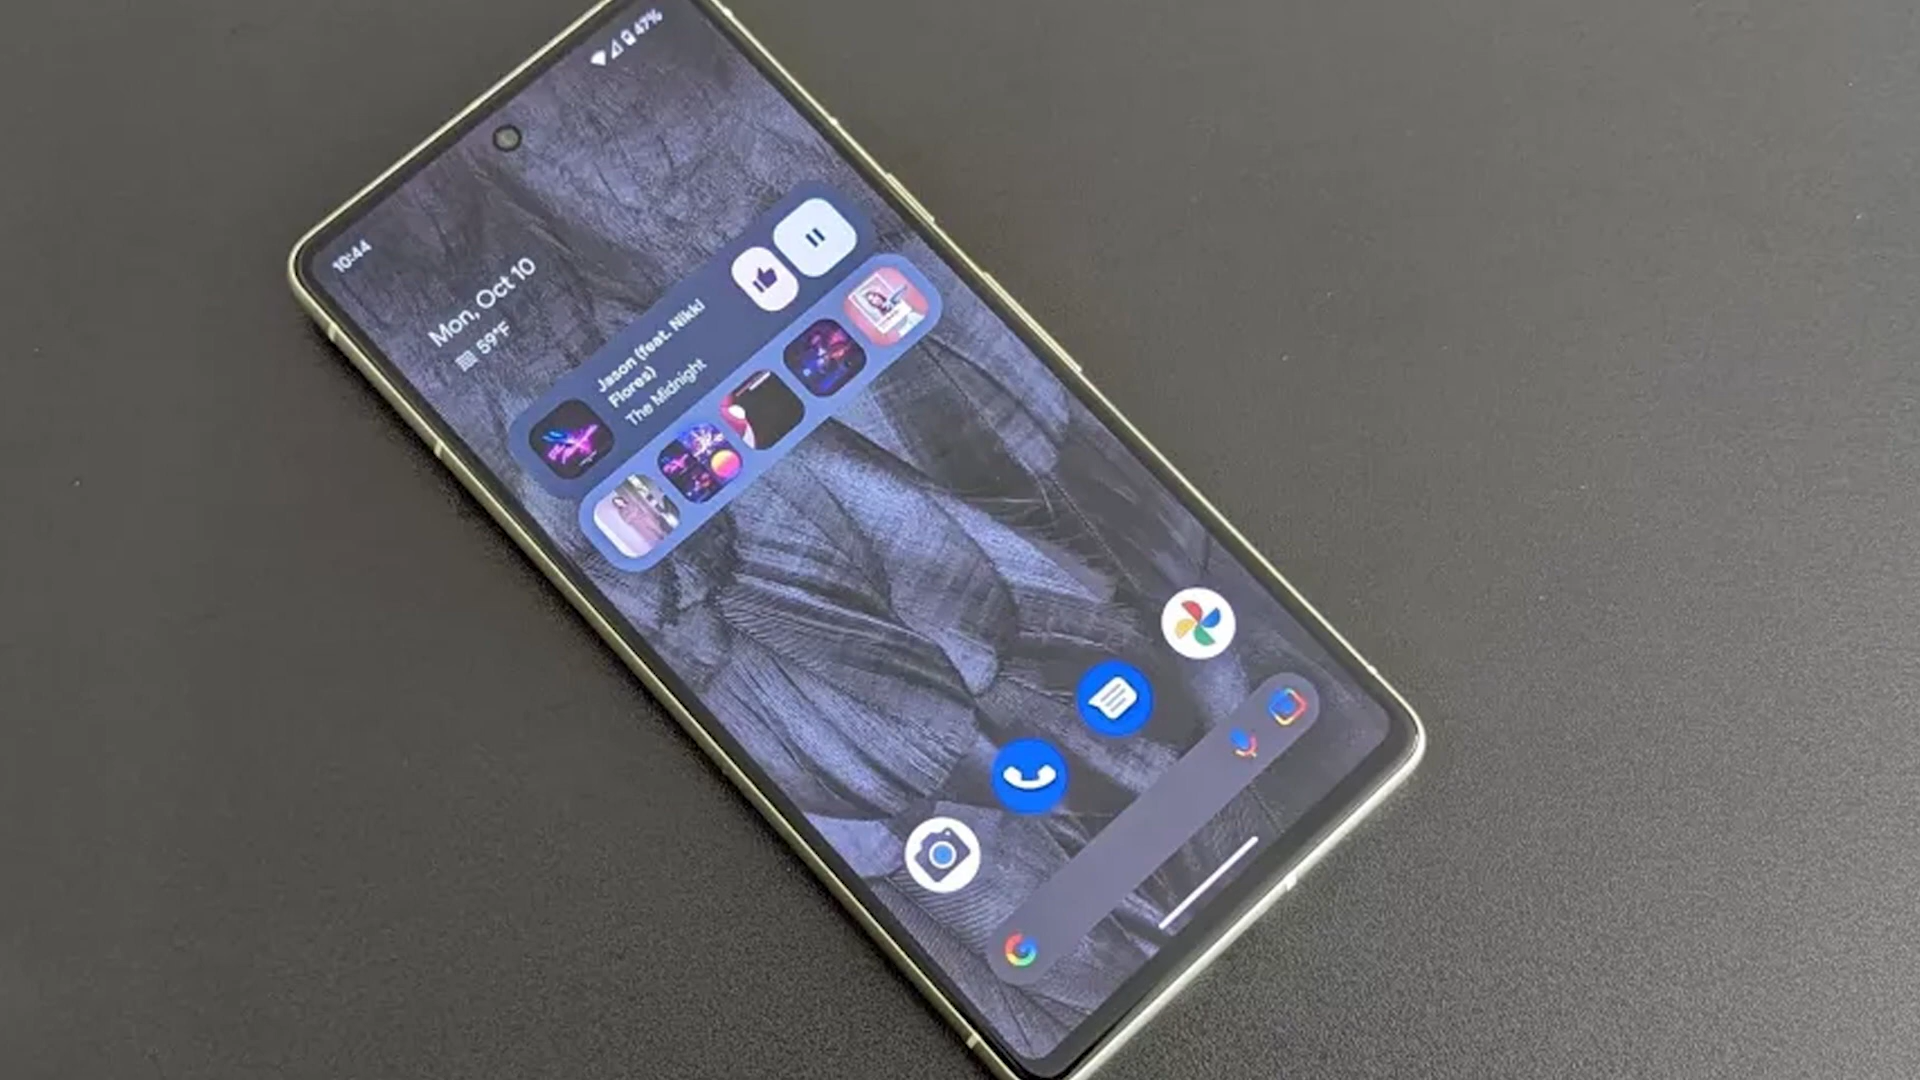 47%
10:44
Mon, Oct 10
59°F
Jason (feat. Nikki
Flores)
The Midnight